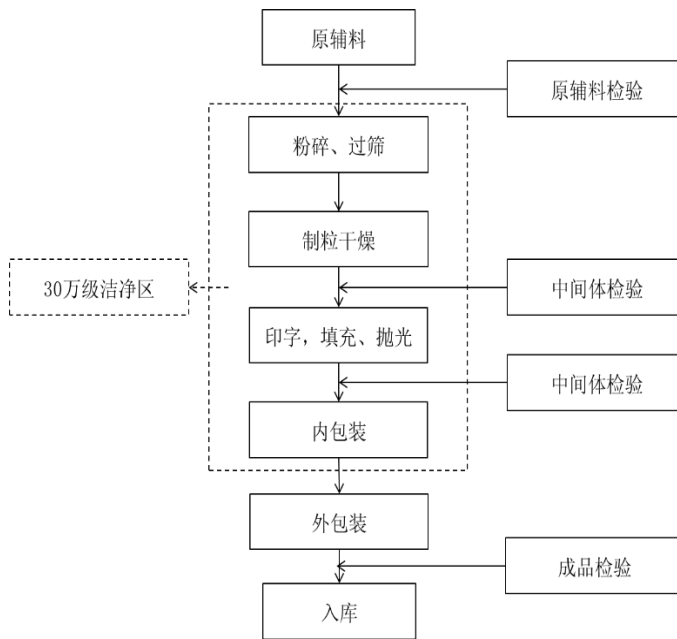 原辅料
原辅料检验
粉碎、过筛
制粒干燥
30万级洁净区
中间体检验
印字，填充、抛光
中间体检验
内包装
外包装
成品检验
入库